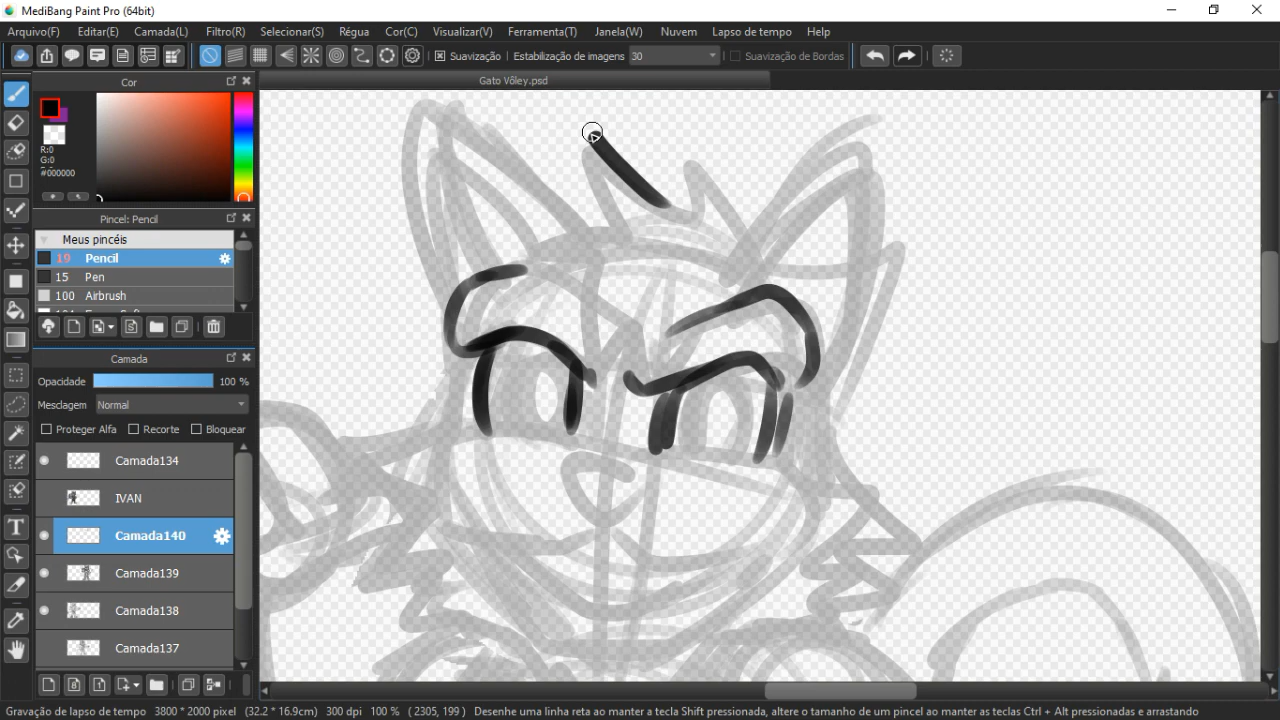 MediBang Paint Pro (64bit)
Arquivo(F) Editar(E) Camada(L) Filtro(R) Selecionar(S) Régua Cor(C) Visualizar(V) Ferramenta(T) Janela(W) Nuvem Lapso de tempo Help
Suavização Estabilização de imagens 30 Suavização de Bordas
Cor
Gato Vôley.psd
R:0
G:0
#000000
Pincel: Pencil
Meus pincéis
19 Pencil
15 Pen
100 Airbrush
Camada
Opacidade 100 %
Mesclagem Normal
Proteger Alfa Recorte Bloquear
Camada134
IVAN
Camada140
Camada139
Camada138
Camada137
Gravação de lapso de tempo 3800 * 2000 pixel (32.2 * 16.9cm) 300 dpi 100 % ( 2305, 199 ) Desenhe uma linha reta ao manter a tecla Shift pressionada, altere o tamanho de um pincel ao manter as teclas Ctrl + Alt pressionadas e arrastando